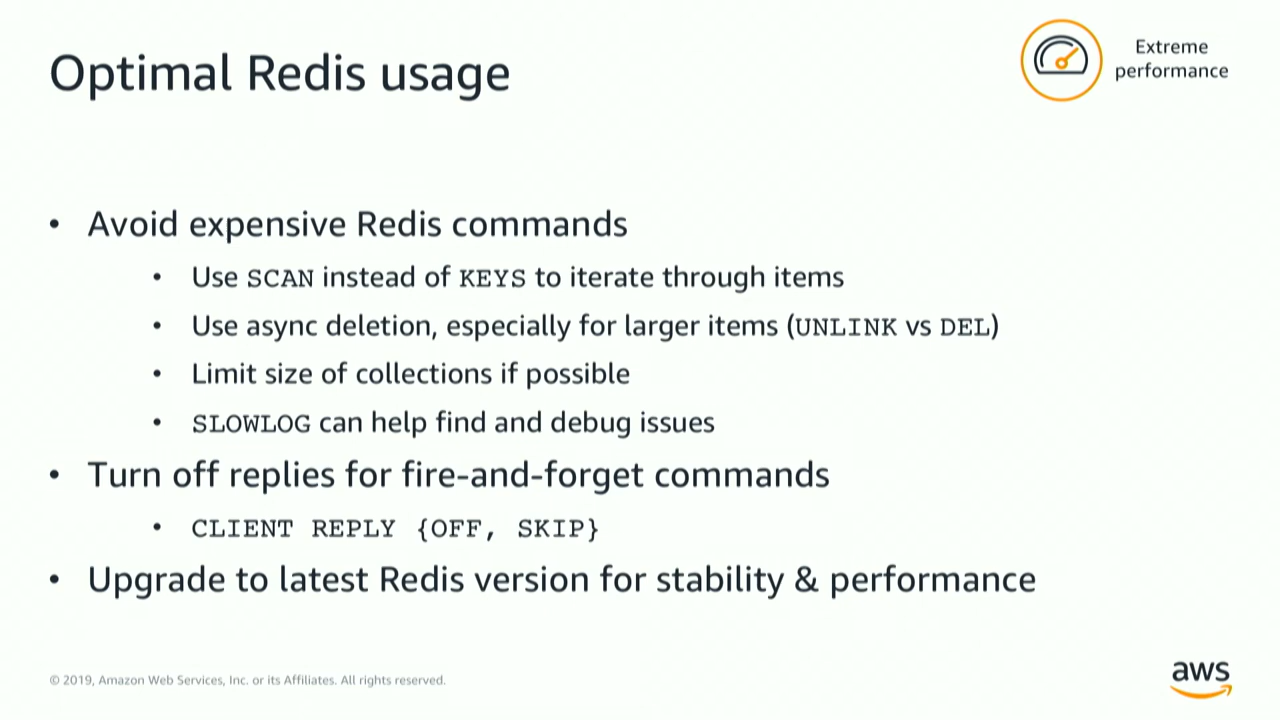 Optimal Redis usage
Extreme
performance
• Avoid expensive Redis commands
• Use SCAN instead of KEYS to iterate through items
• Use async deletion, especially for larger items (UNLINK vs DEL)
• Limit size of collections if possible
• SLOWLOG can help find and debug issues
• Turn off replies for fire-and-forget commands
• CLIENT REPLY {OFF, SKIP}
• Upgrade to latest Redis version for stability & performance
© 2019, Amazon Web Services, Inc. or its Affiliates. All rights reserved.
aws